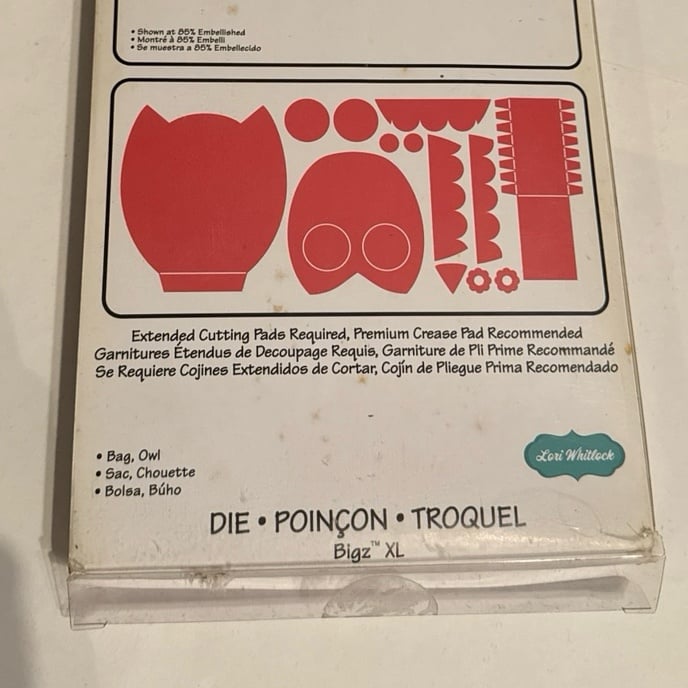 • Shown at 85% Embellished
• Montré à 85% Embelli
• Se muestra a 85% Embellecido
Extended Cutting Pads Required, Premium Crease Pad Recommended
Garnitures Étendus de Decoupage Requis, Garniture de Pli Prime Recommandé
Se Requiere Cojines Extendidos de Cortar, Cojín de Pliegue Prima Recomendado
• Bag, Owl
• Sac, Chouette
• Bolsa, Búho
Lori Whitlock
DIE • POINÇON • TROQUEL
Bigz™ XL